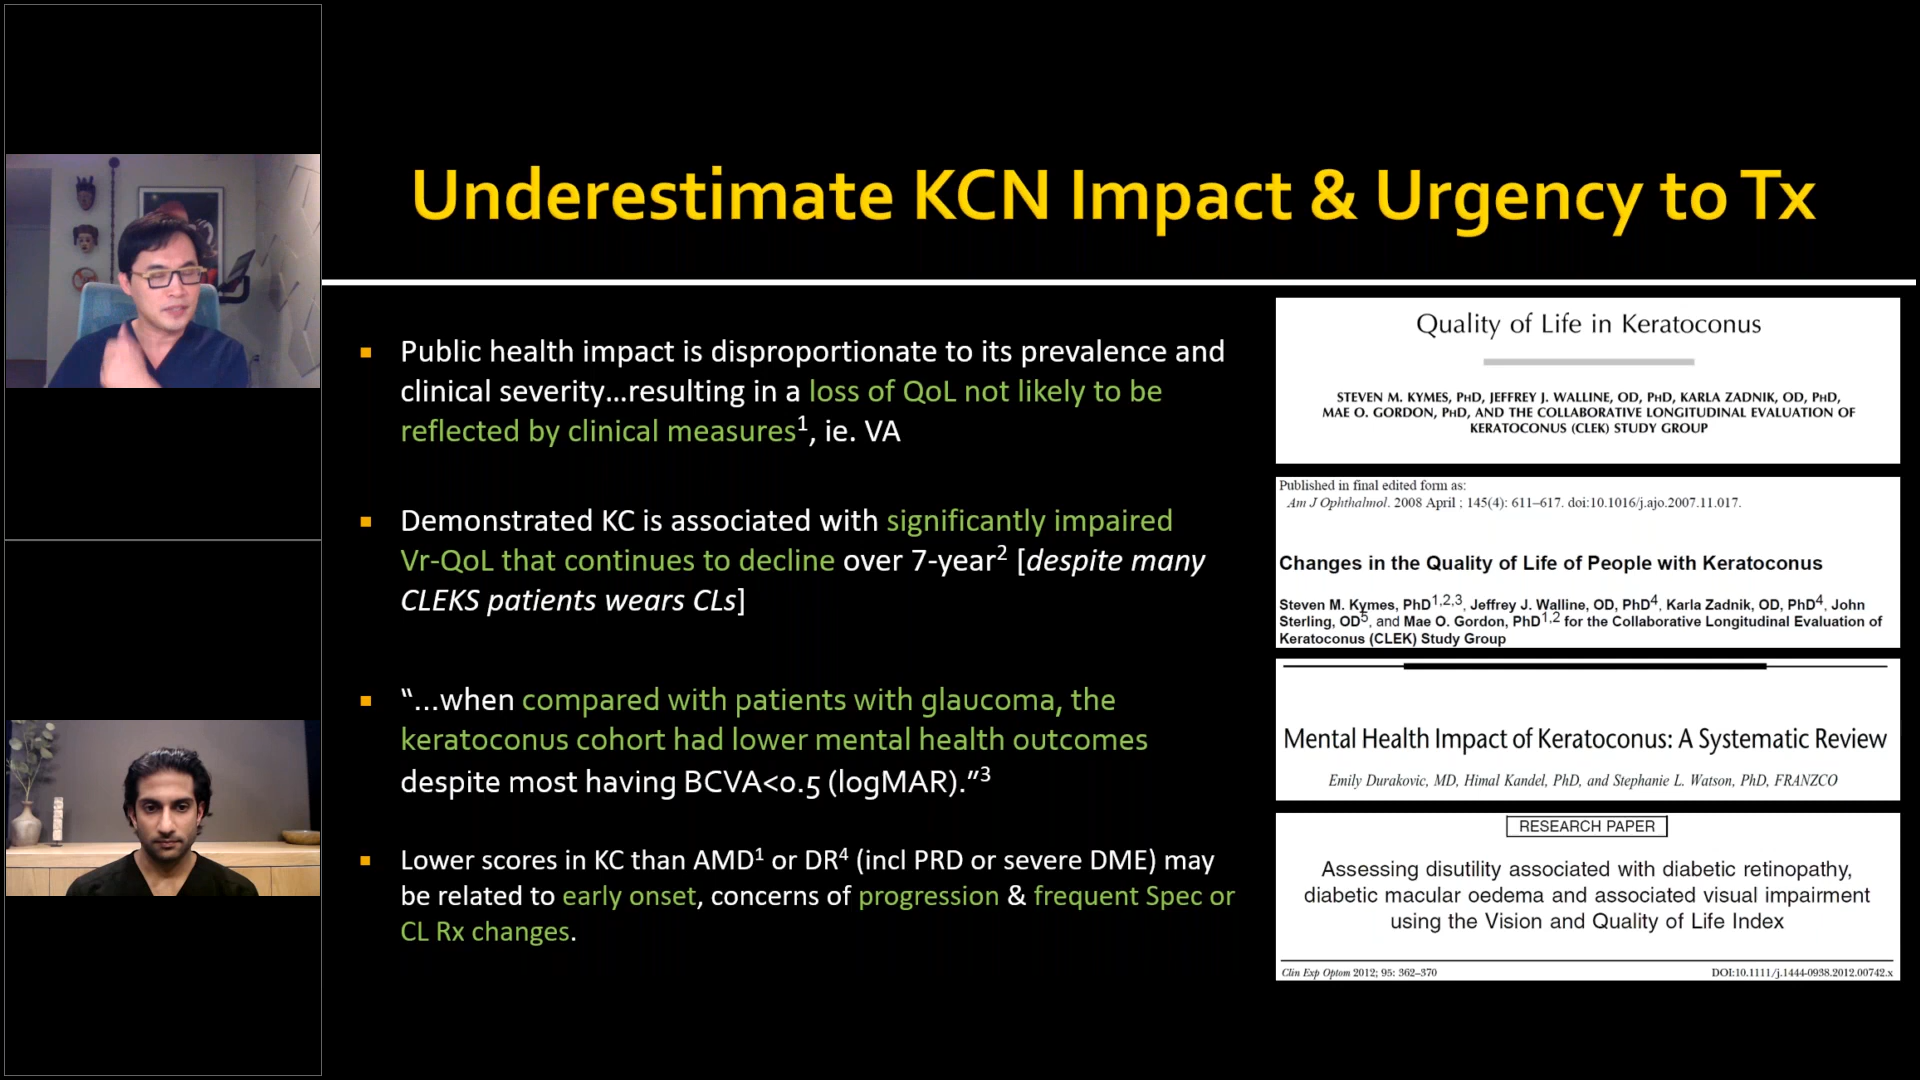 Underestimate KCN Impact & Urgency to Tx
Public health impact is disproportionate to its prevalence and
clinical severity...resulting in a loss of QoL not likely to be
reflected by clinical measures1, ie. VA
Demonstrated KC is associated with significantly impaired
Vr-QoL that continues to decline over 7-year2 [despite many
CLEKS patients wears CLs]
“...when compared with patients with glaucoma, the
keratoconus cohort had lower mental health outcomes
despite most having BCVA<0.5 (logMAR).”3
Lower scores in KC than AMD1 or DR4 (incl PRD or severe DME) may
be related to early onset, concerns of progression & frequent Spec or
CL Rx changes.
Quality of Life in Keratoconus
STEVEN M. KYMES, PHD, JEFFREY J. WALLINE, OD, PHD, KARLA ZADNIK, OD, PHD,
MAE O. GORDON, PHD, AND THE COLLABORATIVE LONGITUDINAL EVALUATION OF
KERATOCONUS (CLEK) STUDY GROUP
Published in final edited form as:
Am J Ophthalmol. 2008 April ; 145(4): 611–617. doi:10.1016/j.ajo.2007.11.017.
Changes in the Quality of Life of People with Keratoconus
Steven M. Kymes, PhD1,2,3, Jeffrey J. Walline, OD, PhD4, Karla Zadnik, OD, PhD4, John
Sterling, OD5, and Mae O. Gordon, PhD1,2 for the Collaborative Longitudinal Evaluation of
Keratoconus (CLEK) Study Group
Mental Health Impact of Keratoconus: A Systematic Review
Emily Durakovic, MD, Himal Kandel, PhD, and Stephanie L. Watson, PhD, FRANZCO
RESEARCH PAPER
Assessing disutility associated with diabetic retinopathy,
diabetic macular oedema and associated visual impairment
using the Vision and Quality of Life Index
Clin Exp Optom 2012; 95: 362–370
DOI:10.1111/j.1444-0938.2012.00742.x